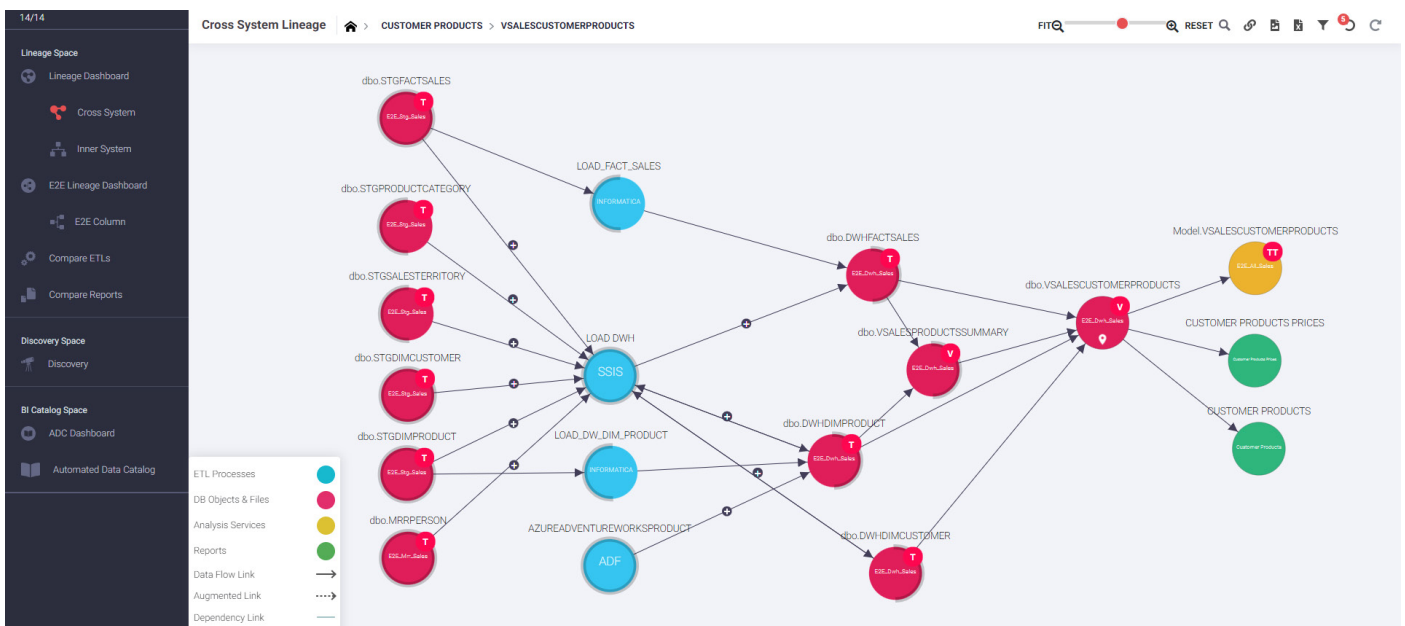 14/14
Lineage Space
Lineage Dashboard
Cross System
Inner System
E2E Lineage Dashboard
E2E Column
Compare ETLs
Compare Reports
Discovery Space
Discovery
BI Catalog Space
ADC Dashboard
Automated Data Catalog
Cross System Lineage > CUSTOMER PRODUCTS > VSALESCUSTOMERPRODUCTS
FIT RESET 5
dbo.STGFACTSALES
T
E2E_Stg_Sales
LOAD_FACT_SALES
INFORMATICA
dbo.STGPRODUCTCATEGORY
T
E2E_Stg_Sales
dbo.DWHFACTSALES
T
E2E_Dwh_Sales
Model.VSALESCUSTOMERPRODUCTS
TT
dbo.STGSALESTERRITORY
T
E2E_Stg_Sales
dbo.VSALESCUSTOMERPRODUCTS
V
E2E_Dwh_Sales
CUSTOMER PRODUCTS PRICES
Customer Products Prices
LOAD DWH
SSIS
dbo.VSALESPRODUCTSSUMMARY
V
E2E_Dwh_Sales
dbo.STGDIMCUSTOMER
T
E2E_Stg_Sales
CUSTOMER PRODUCTS
Customer Products
dbo.DWHDIMPRODUCT
T
E2E_Dwh_Sales
dbo.STGDIMPRODUCT
T
E2E_Stg_Sales
LOAD_DW_DIM_PRODUCT
INFORMATICA
dbo.MRRPERSON
T
E2E_Mrr_Sales
AZUREADVENTUREWORKSPRODUCT
ADF
dbo.DWHDIMCUSTOMER
T
E2E_Dwh_Sales
ETL Processes
DB Objects & Files
Analysis Services
Reports
Data Flow Link
Augmented Link
Dependency Link